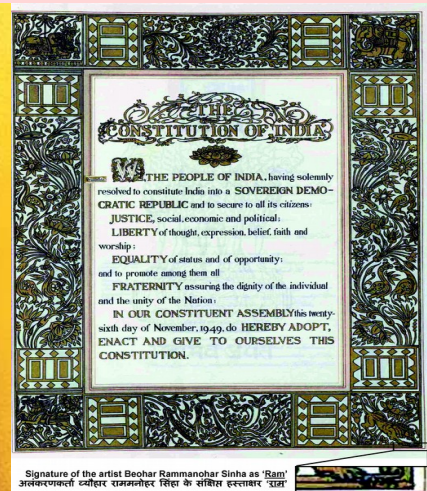 THE
CONSTITUTION OF INDIA
WE, THE PEOPLE OF INDIA, having solemnly
resolved to constitute India into a SOVEREIGN DEMO-
CRATIC REPUBLIC and to secure to all its citizens:
JUSTICE, social, economic and political;
LIBERTY of thought, expression, belief, faith and
worship;
EQUALITY of status and of opportunity;
and to promote among them all
FRATERNITY assuring the dignity of the individual
and the unity of the Nation;
IN OUR CONSTITUENT ASSEMBLY this twenty-
sixth day of November, 1949, do HEREBY ADOPT,
ENACT AND GIVE TO OURSELVES THIS
CONSTITUTION.
Signature of the artist Beohar Rammanohar Sinha as 'Ram'
अलंकरणकर्ता ब्यौहार राममनोहर सिंहा के संक्षिप्त हस्ताक्षर 'राम'